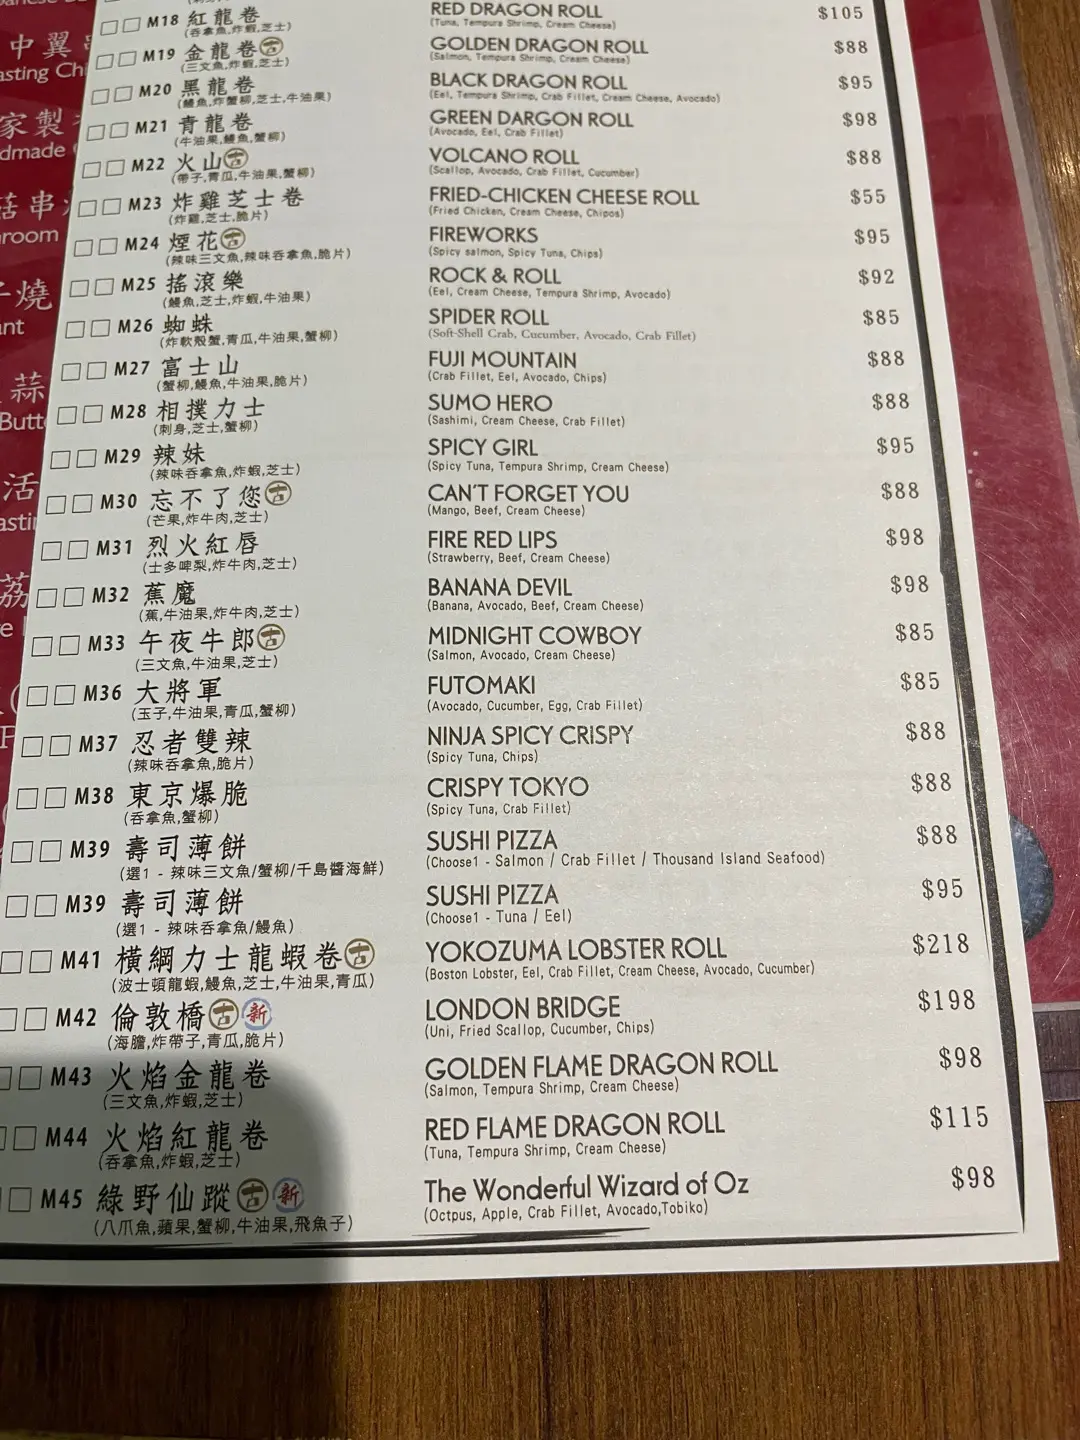 M18 紅龍卷 RED DRAGON ROLL $105
(吞拿魚,炸蝦,芝士) (Tuna, Tempura Shrimp, Cream Cheese)
M19 金龍卷 古 GOLDEN DRAGON ROLL $88
(三文魚,炸蝦,芝士) (Salmon, Tempura Shrimp, Cream Cheese)
M20 黑龍卷 BLACK DRAGON ROLL $95
(鰻魚,炸蟹柳,芝士,牛油果) (Eel, Tempura Shrimp, Crab Fillet, Cream Cheese, Avocado)
M21 青龍卷 GREEN DARGON ROLL $98
(牛油果,鰻魚,蟹柳) (Avocado, Eel, Crab Fillet)
M22 火山 古 VOLCANO ROLL $88
(帶子,青瓜,牛油果,蟹柳) (Scallop, Avocado, Crab Fillet, Cucumber)
M23 炸雞芝士卷 FRIED-CHICKEN CHEESE ROLL $55
(炸雞,芝士,脆片) (Fried Chicken, Cream Cheese, Chipos)
M24 煙花 古 FIREWORKS $95
(辣味三文魚,辣味吞拿魚,脆片) (Spicy salmon, Spicy Tuna, Chips)
M25 搖滾樂 ROCK & ROLL $92
(鰻魚,芝士,炸蝦,牛油果) (Eel, Cream Cheese, Tempura Shrimp, Avocado)
M26 蜘蛛 SPIDER ROLL $85
(炸軟殼蟹,青瓜,牛油果,蟹柳) (Soft-Shell Crab, Cucumber, Avocado, Crab Fillet)
M27 富士山 FUJI MOUNTAIN $88
(蟹柳,鰻魚,牛油果,脆片) (Crab Fillet, Eel, Avocado, Chips)
M28 相撲力士 SUMO HERO $88
(刺身,芝士,蟹柳) (Sashimi, Cream Cheese, Crab Fillet)
M29 辣妹 SPICY GIRL $95
(辣味吞拿魚,炸蝦,芝士) (Spicy Tuna, Tempura Shrimp, Cream Cheese)
M30 忘不了您 古 CAN'T FORGET YOU $88
(芒果,炸牛肉,芝士) (Mango, Beef, Cream Cheese)
M31 烈火紅唇 FIRE RED LIPS $98
(士多啤梨,炸牛肉,芝士) (Strawberry, Beef, Cream Cheese)
M32 蕉魔 BANANA DEVIL $98
(蕉,牛油果,炸牛肉,芝士) (Banana, Avocado, Beef, Cream Cheese)
M33 午夜牛郎 古 MIDNIGHT COWBOY $85
(三文魚,牛油果,芝士) (Salmon, Avocado, Cream Cheese)
M36 大將軍 FUTOMAKI $85
(玉子,牛油果,青瓜,蟹柳) (Avocado, Cucumber, Egg, Crab Fillet)
M37 忍者雙辣 NINJA SPICY CRISPY $88
(辣味吞拿魚,脆片) (Spicy Tuna, Chips)
M38 東京爆脆 CRISPY TOKYO $88
(吞拿魚,蟹柳) (Spicy Tuna, Crab Fillet)
M39 壽司薄餅 SUSHI PIZZA $88
(選1 - 辣味三文魚/蟹柳/千島醬海鮮) (Choose1 - Salmon / Crab Fillet / Thousand Island Seafood)
M39 壽司薄餅 SUSHI PIZZA $95
(選1 - 辣味吞拿魚/鰻魚) (Choose1 - Tuna / Eel)
M41 橫綱力士龍蝦卷 古 YOKOZUMA LOBSTER ROLL $218
(波士頓龍蝦,鰻魚,芝士,牛油果,青瓜) (Boston Lobster, Eel, Crab Fillet, Cream Cheese, Avocado, Cucumber)
M42 倫敦橋 古 新 LONDON BRIDGE $198
(海膽,炸帶子,青瓜,脆片) (Uni, Fried Scallop, Cucumber, Chips)
M43 火焰金龍卷 GOLDEN FLAME DRAGON ROLL $98
(三文魚,炸蝦,芝士) (Salmon, Tempura Shrimp, Cream Cheese)
M44 火焰紅龍卷 RED FLAME DRAGON ROLL $115
(吞拿魚,炸蝦,芝士) (Tuna, Tempura Shrimp, Cream Cheese)
M45 綠野仙蹤 古 新 The Wonderful Wizard of Oz $98
(八爪魚,蘋果,蟹柳,牛油果,飛魚子) (Octpus, Apple, Crab Fillet, Avocado,Tobiko)